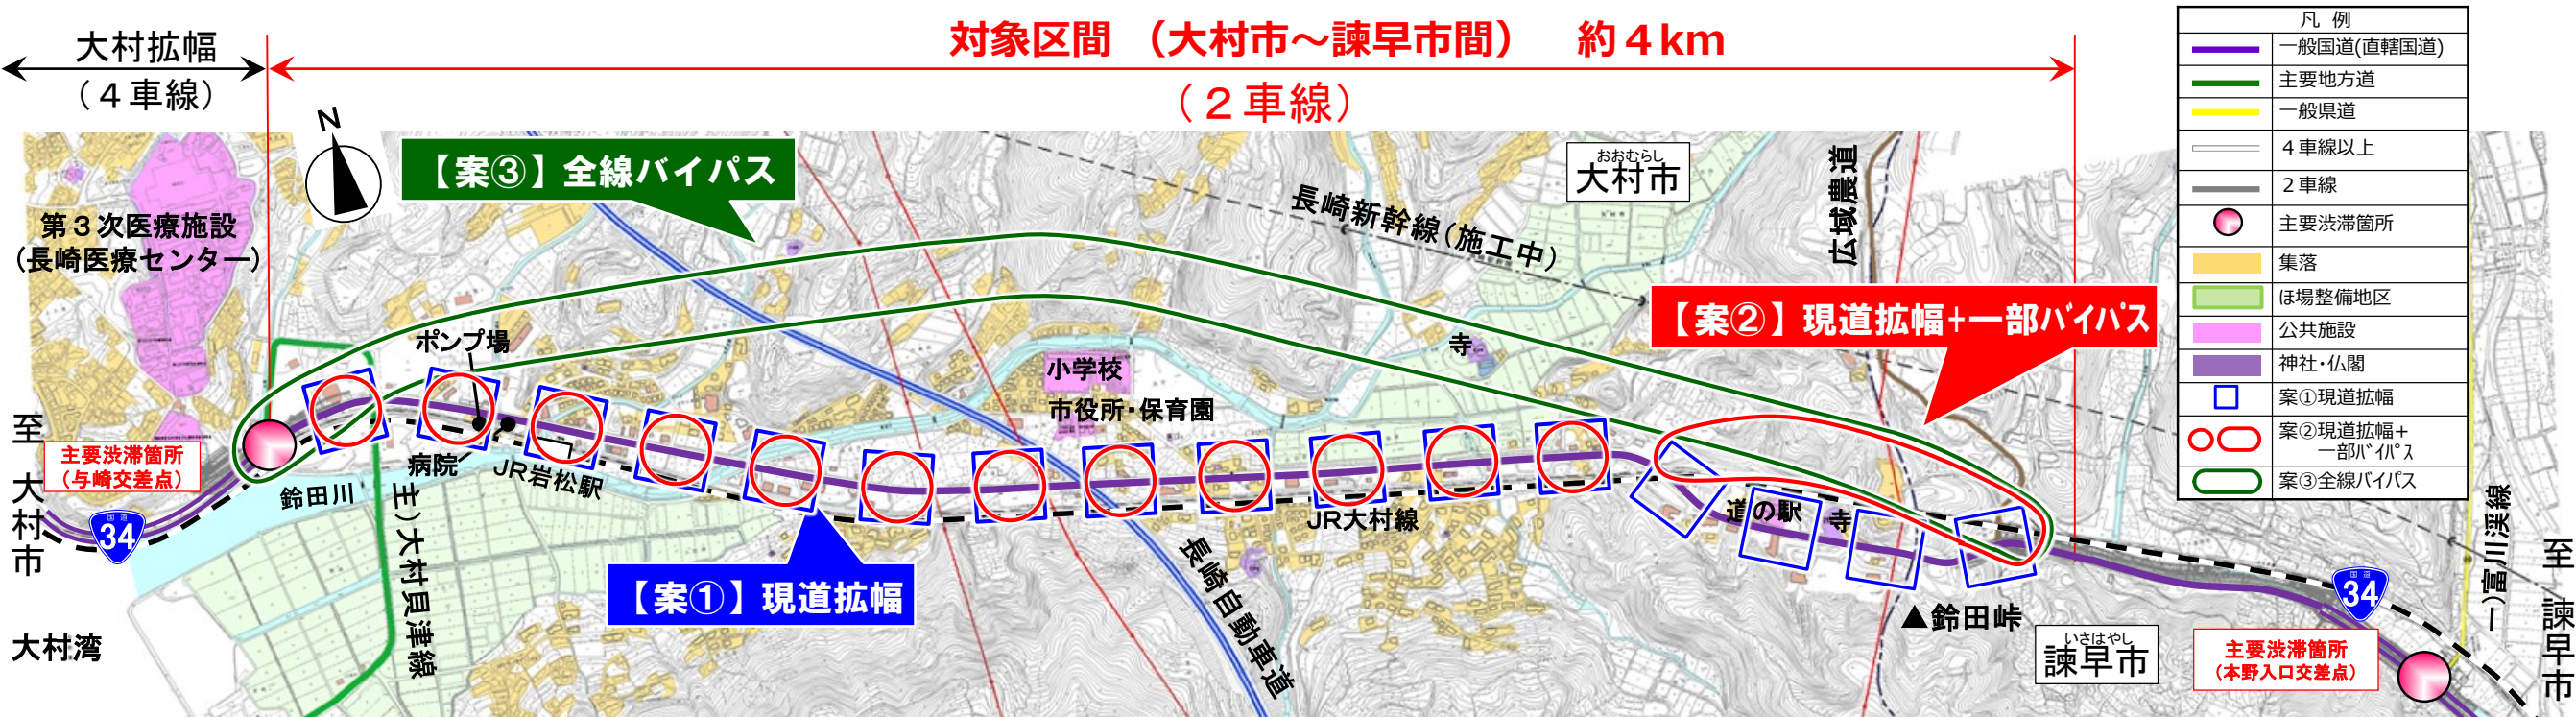 大村拡幅
（４車線）
対象区間 （大村市～諫早市間） 約４km
（２車線）
N
【案③】全線バイパス
第３次医療施設
(長崎医療センター)
おおむらし
大村市
長崎新幹線(施工中)
広域農道
【案②】現道拡幅+一部バイパス
ポンプ場
小学校
市役所・保育園
寺
至 大村市
主要渋滞箇所
（与崎交差点）
病院
JR岩松駅
鈴田川
国道
34
主）大村貝津線
JR大村線
道の駅
寺
【案①】現道拡幅
長崎自動車道
大村湾
▲鈴田峠
いさはやし
諫早市
主要渋滞箇所
（本野入口交差点）
国道
34
一）富川渓線
至 諫早市
凡 例
一般国道(直轄国道)
主要地方道
一般県道
４車線以上
２車線
主要渋滞箇所
集落
ほ場整備地区
公共施設
神社・仏閣
案①現道拡幅
案②現道拡幅+
一部バイパス
案③全線バイパス